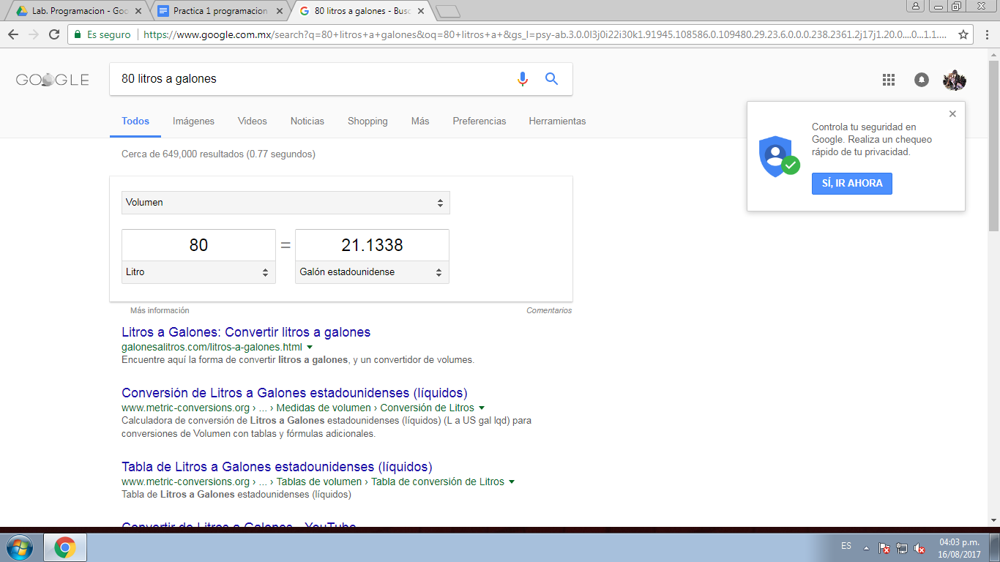 Lab. Programacion - Goo
Practica 1 programacion
80 litros a galones - Busc
Es seguro
https://www.google.com.mx/search?q=80+litros+a+galones&oq=80+litros+a+&gs_l=psy-ab.3.0.0l3j0i22i30k1.91945.108586.0.109480.29.23.6.0.0.0.238.2361.2j17j1.20.0....0...1.1....
GOOGLE
80 litros a galones
Todos
Imágenes
Videos
Noticias
Shopping
Más
Preferencias
Herramientas
Controla tu seguridad en
Google. Realiza un chequeo
rápido de tu privacidad.
SÍ, IR AHORA
Cerca de 649,000 resultados (0.77 segundos)
Volumen
80 = 21.1338
Litro
Galón estadounidense
Más información
Comentarios
Litros a Galones: Convertir litros a galones
galonesalitros.com/litros-a-galones.html
Encuentre aquí la forma de convertir litros a galones, y un convertidor de volumes.
Conversión de Litros a Galones estadounidenses (líquidos)
www.metric-conversions.org › ... › Medidas de volumen › Conversión de Litros
Calculadora de conversión de Litros a Galones estadounidenses (líquidos) (L a US gal lqd) para
conversiones de Volumen con tablas y fórmulas adicionales.
Tabla de Litros a Galones estadounidenses (líquidos)
www.metric-conversions.org › ... › Tablas de volumen › Tabla de conversión de Litros
Tabla de Litros a Galones estadounidenses (líquidos)
Convertir de Litros a Galones - YouTube
ES
04:03 p.m.
16/08/2017